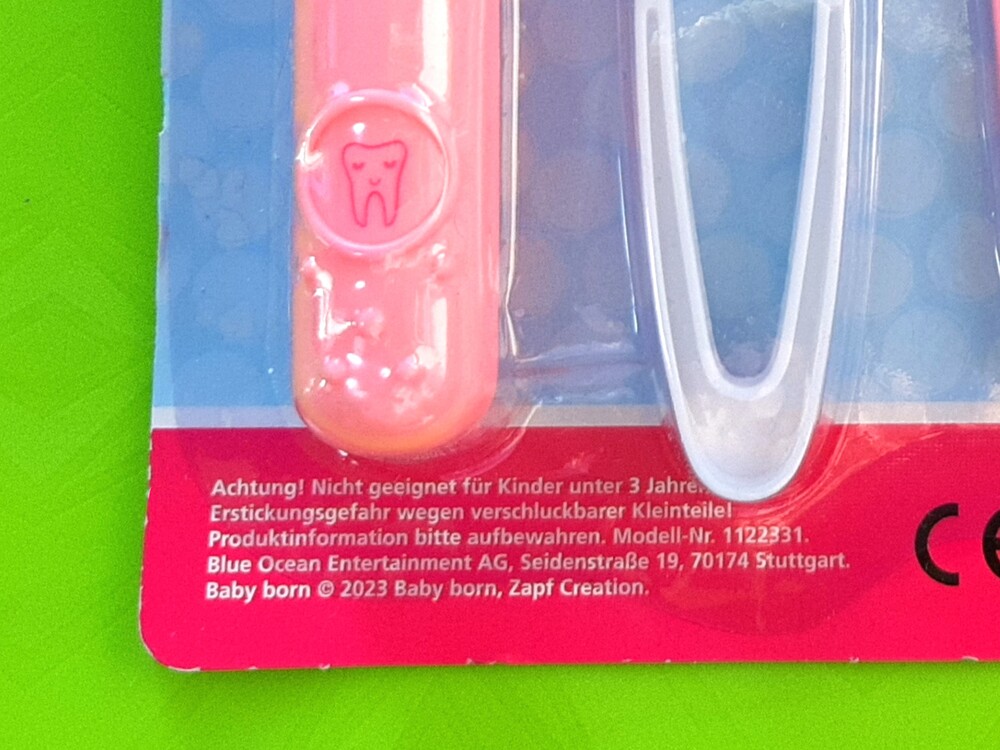 Achtung! Nicht geeignet für Kinder unter 3 Jahre
Erstickungsgefahr wegen verschluckbarer Kleinteile!
Produktinformation bitte aufbewahren. Modell-Nr. 1122331.
Blue Ocean Entertainment AG, Seidenstraße 19, 70174 Stuttgart.
Baby born © 2023 Baby born, Zapf Creation.
CE